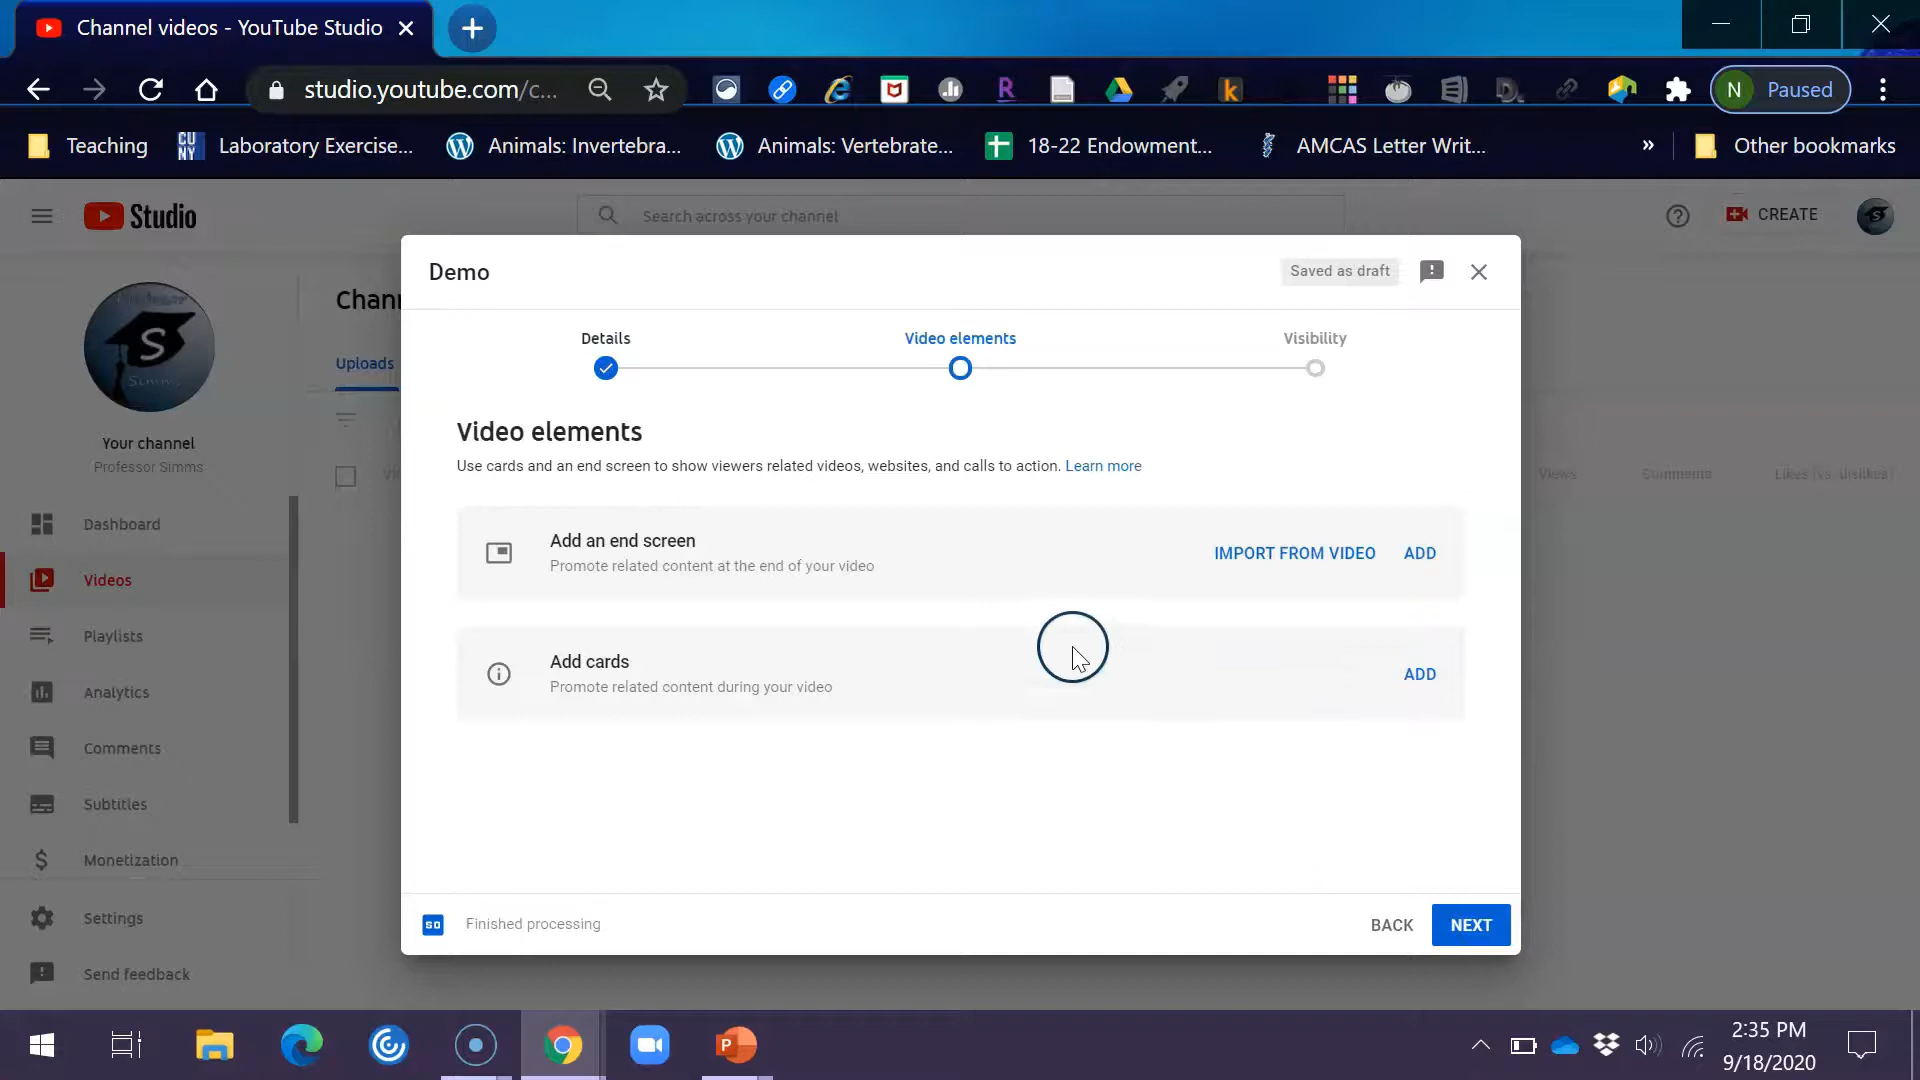 Channel videos - YouTube Studio
studio.youtube.com/c...
N Paused
Teaching
CUNY
Laboratory Exercise...
Animals: Invertebra...
Animals: Vertebrate...
18-22 Endowment...
AMCAS Letter Writ...
»
Other bookmarks
Studio
Search across your channel
CREATE
S
Simms
Your channel
Professor Simms
Dashboard
Videos
Playlists
Analytics
Comments
Subtitles
Monetization
Settings
Send feedback
Uploads
Views
Comments
Likes (vs. dislikes)
Demo
Saved as draft
Details
Video elements
Visibility
Video elements
Use cards and an end screen to show viewers related videos, websites, and calls to action. Learn more
Add an end screen
Promote related content at the end of your video
IMPORT FROM VIDEO
ADD
Add cards
Promote related content during your video
ADD
SD
Finished processing
BACK
NEXT
2:35 PM
9/18/2020